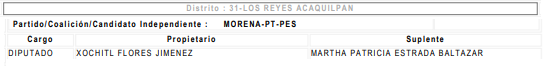 Distrito : 31-LOS REYES ACAQUILPAN
Partido/Coalición/Candidato Independiente : MORENA-PT-PES
Cargo Propietario Suplente
DIPUTADO XOCHITL FLORES JIMENEZ MARTHA PATRICIA ESTRADA BALTAZAR